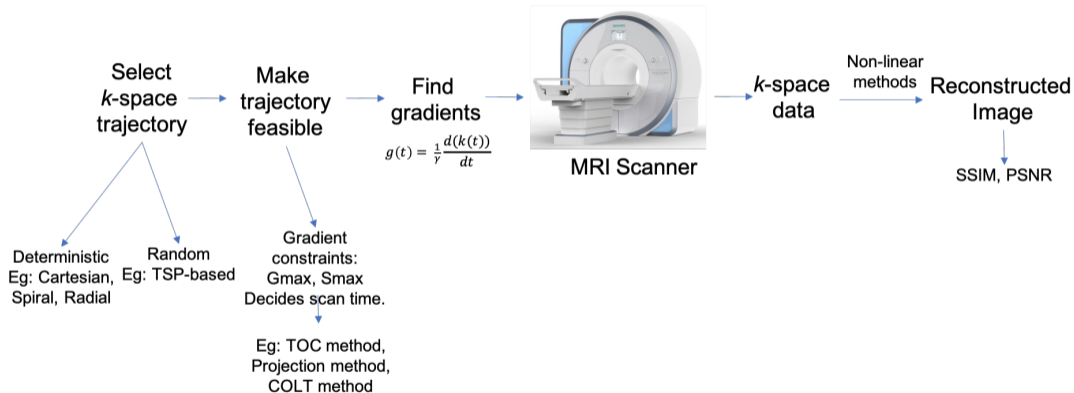 Select
k-space
trajectory
Make
trajectory
feasible
Find
gradients
g(t) = 1/γ d(k(t))/dt
MRI Scanner
k-space
data
Non-linear
methods
Reconstructed
Image
SSIM, PSNR
Deterministic
Eg: Cartesian,
Spiral, Radial
Random
Eg: TSP-based
Gradient
constraints:
Gmax, Smax
Decides scan time.
Eg: TOC method,
Projection method,
COLT method